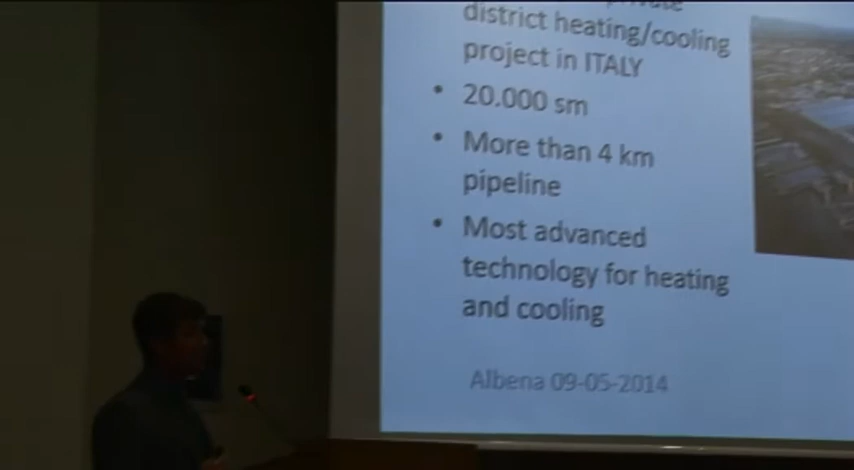 district heating/cooling
project in ITALY
• 20.000 sm
• More than 4 km
pipeline
• Most advanced
technology for heating
and cooling
Albena 09-05-2014